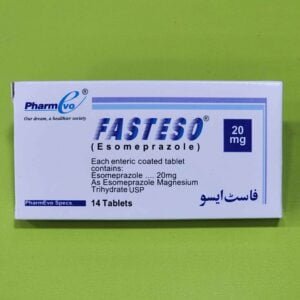 PharmEvo®
Our dream, a healthier society
FASTESO®
(Esomeprazole)
20
mg
Each enteric coated tablet
contains:
Esomeprazole .... 20mg
As Esomeprazole Magnesium
Trihydrate USP
فاسٹ ایسو
PharmEvo Specs.
14 Tablets